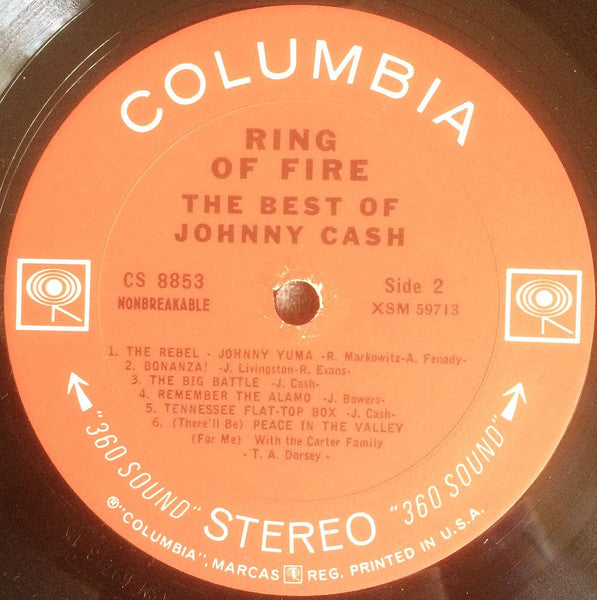 COLUMBIA
RING
OF FIRE
THE BEST OF
JOHNNY CASH
CS 8853
NONBREAKABLE
Side 2
XSM 59713
1. THE REBEL - JOHNNY YUMA -R. Markowitz-A. Fenady-
2. BONANZA! -J. Livingston-R. Evans-
3. THE BIG BATTLE -J. Cash-
4. REMEMBER THE ALAMO -J. Bowers-
5. TENNESSEE FLAT-TOP BOX -J. Cash-
6. (There'll Be) PEACE IN THE VALLEY
(For Me) With the Carter Family
- T. A. Dorsey -
"360 SOUND" STEREO "360 SOUND"
®"COLUMBIA", MARCAS REG. PRINTED IN U.S.A.